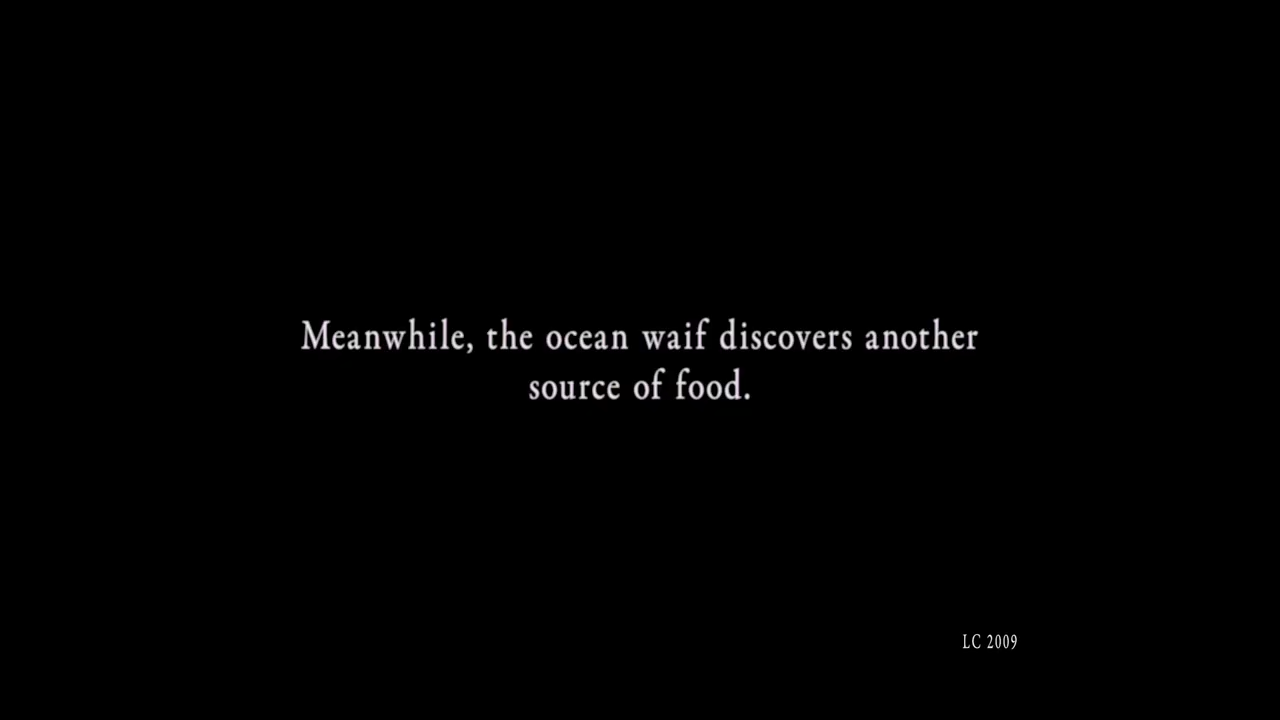 Meanwhile, the ocean waif discovers another
source of food.
LC 2009